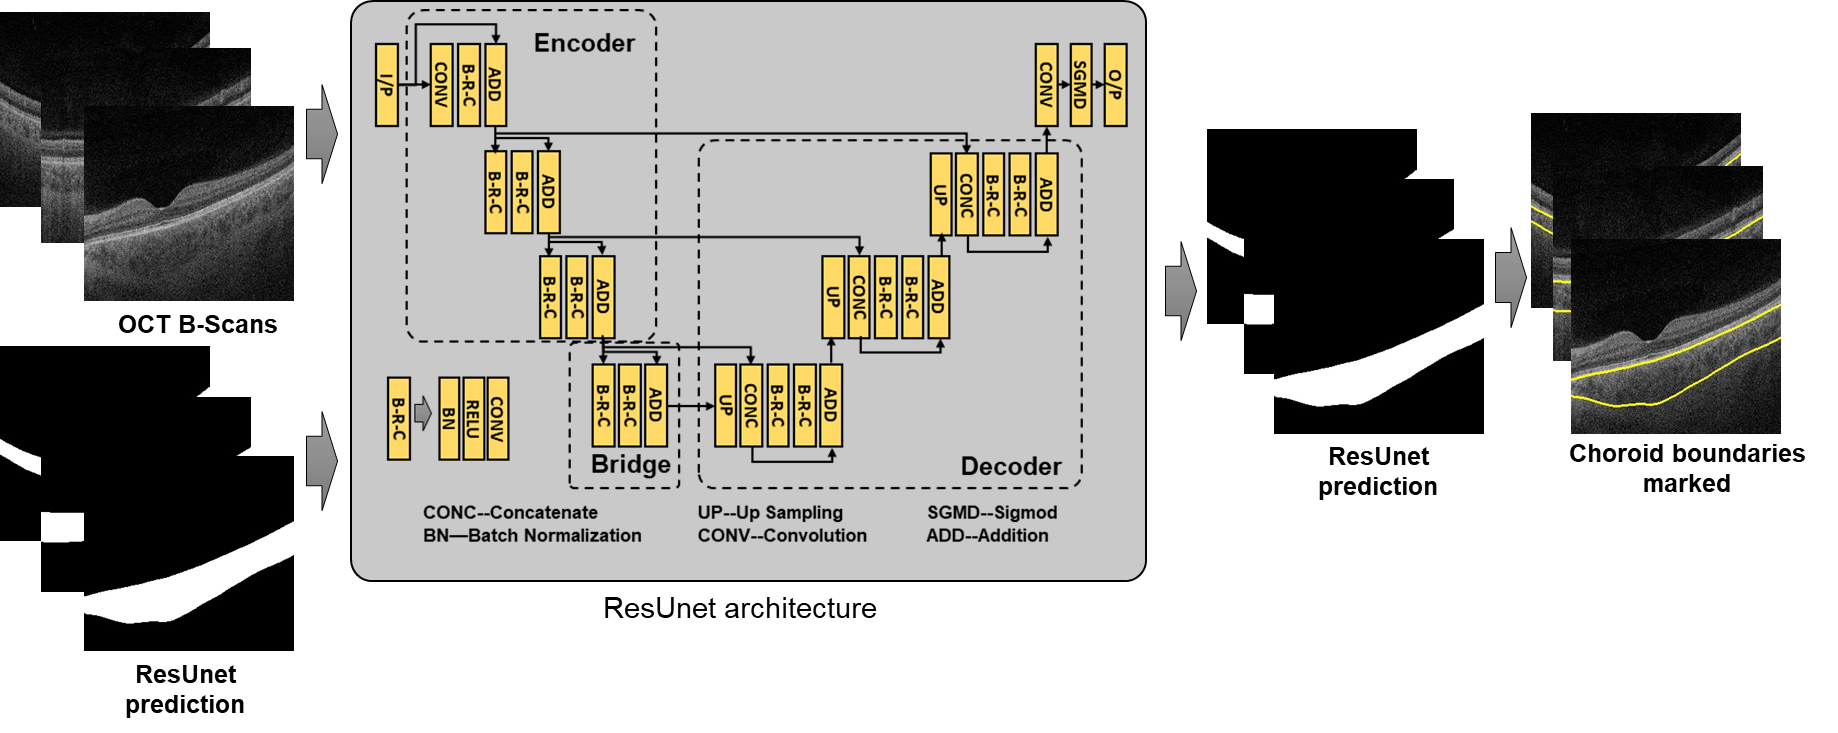 OCT B-Scans
ResUnet
prediction
Encoder
I/P
CONV
B-R-C
ADD
B-R-C
B-R-C
ADD
B-R-C
B-R-C
ADD
B-R-C
B-R-C
ADD
Bridge
UP
CONC
B-R-C
B-R-C
ADD
UP
CONC
B-R-C
B-R-C
ADD
UP
CONC
B-R-C
B-R-C
ADD
Decoder
CONV
SGMD
O/P
B-R-C
BN
RELU
CONV
CONC--Concatenate
BN—Batch Normalization
UP--Up Sampling
CONV--Convolution
SGMD--Sigmod
ADD--Addition
ResUnet architecture
ResUnet
prediction
Choroid boundaries
marked